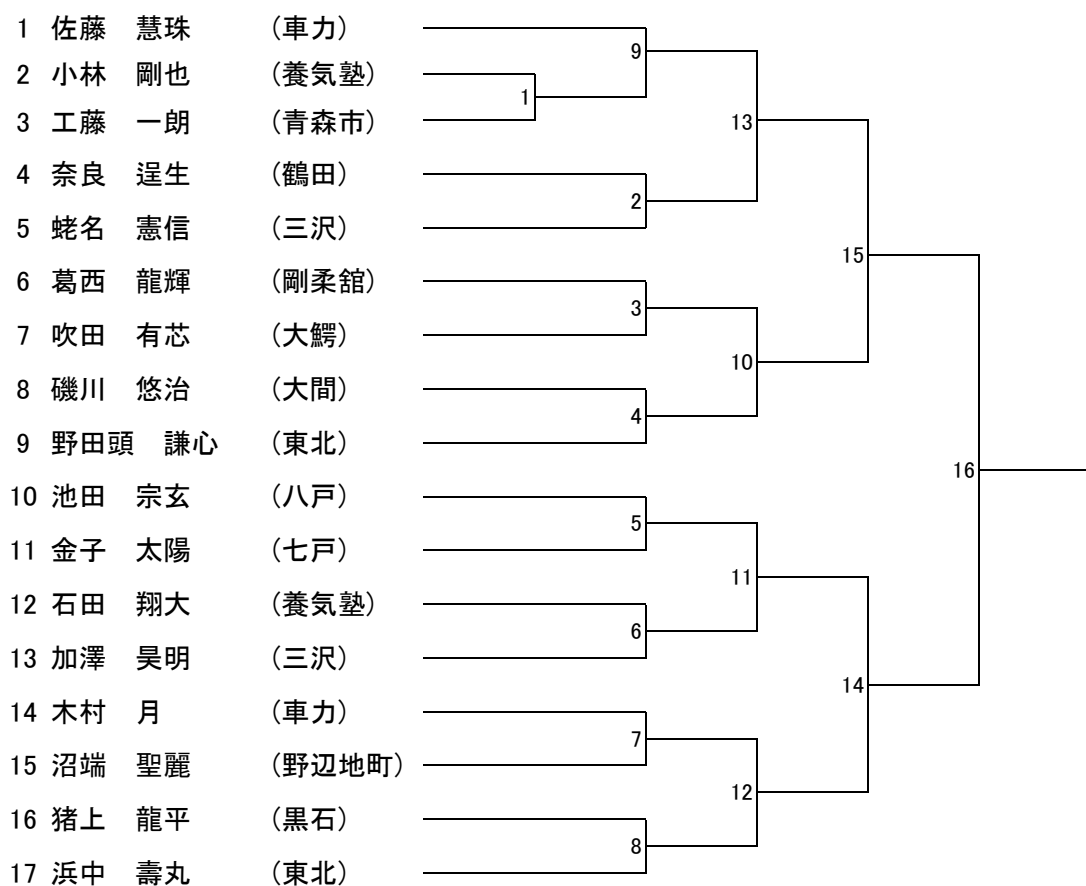 1 佐藤　慧珠　（車力）
9
2 小林　剛也　（養気塾）
1
3 工藤　一朗　（青森市）
13
4 奈良　逞生　（鶴田）
2
5 蛯名　憲信　（三沢）
15
6 葛西　龍輝　（剛柔舘）
3
7 吹田　有芯　（大鰐）
10
8 磯川　悠治　（大間）
4
9 野田頭　謙心　（東北）
16
10 池田　宗玄　（八戸）
5
11 金子　太陽　（七戸）
11
12 石田　翔大　（養気塾）
6
13 加澤　昊明　（三沢）
14
14 木村　月　（車力）
7
15 沼端　聖麗　（野辺地町）
12
16 猪上　龍平　（黒石）
8
17 浜中　壽丸　（東北）